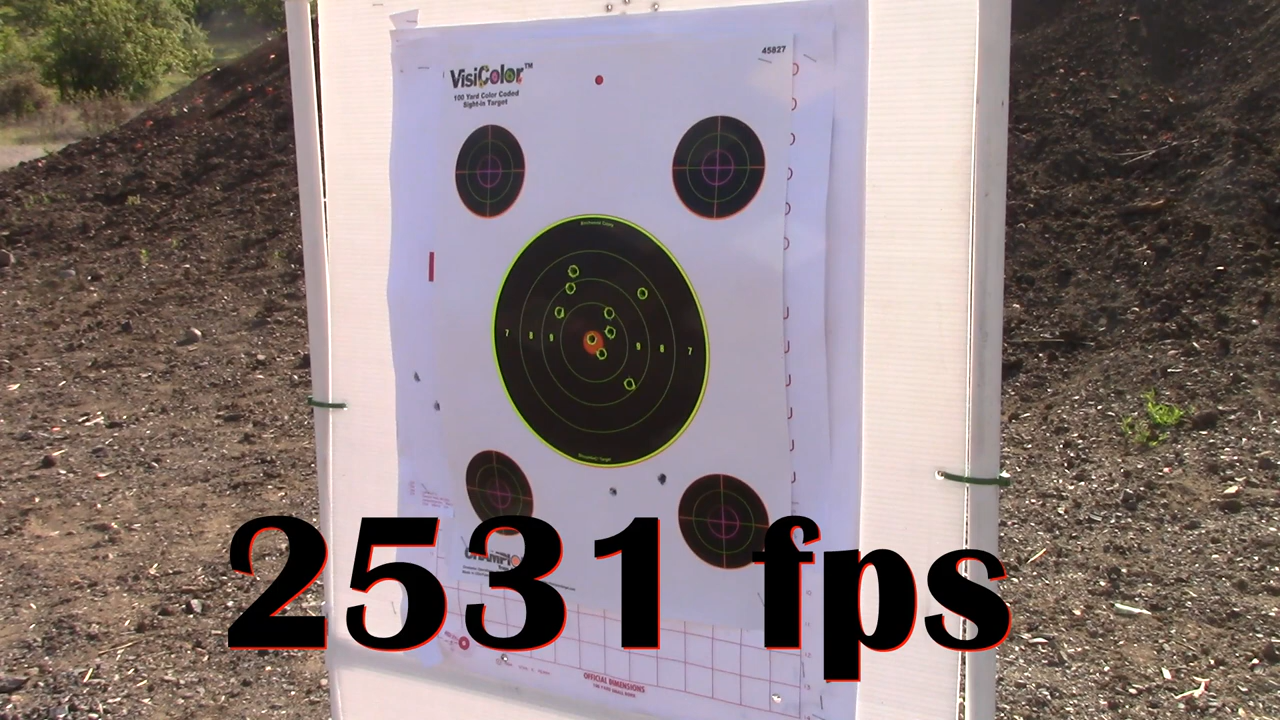 45827
VisiColor™
100 Yard Color Coded
Sight-In Target
7 8 9 9 8 7
CHAMPIO
2531 fps
OFFICIAL DIMENSIONS